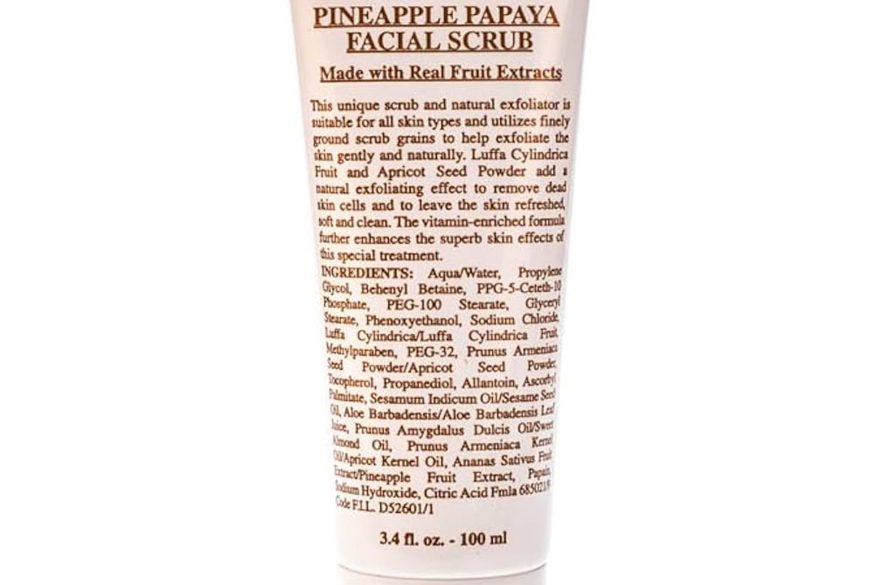 PINEAPPLE PAPAYA
FACIAL SCRUB
Made with Real Fruit Extracts
This unique scrub and natural exfoliator is
suitable for all skin types and utilizes finely
ground scrub grains to help exfoliate the
skin gently and naturally. Luffa Cylindrica
Fruit and Apricot Seed Powder add a
natural exfoliating effect to remove dead
skin cells and to leave the skin refreshed,
soft and clean. The vitamin-enriched formula
further enhances the superb skin effects of
this special treatment.
INGREDIENTS: Aqua/Water, Propylene
Glycol, Behenyl Betaine, PPG-5-Ceteth-10
Phosphate, PEG-100 Stearate, Glyceryl
Stearate, Phenoxyethanol, Sodium Chloride,
Luffa Cylindrica/Luffa Cylindrica Fruit,
Methylparaben, PEG-32, Prunus Armeniaca
Seed Powder/Apricot Seed Powder,
Tocopherol, Propanediol, Allantoin, Ascorbyl
Palmitate, Sesamum Indicum Oil/Sesame Seed
Oil, Aloe Barbadensis/Aloe Barbadensis Leaf
Juice, Prunus Amygdalus Dulcis Oil/Sweet
Almond Oil, Prunus Armeniaca Kernel
Oil/Apricot Kernel Oil, Ananas Sativus Fruit
Extract/Pineapple Fruit Extract, Papain,
Sodium Hydroxide, Citric Acid Fmla
Code F.I.L. D52601/1
3.4 fl. oz. - 100 ml